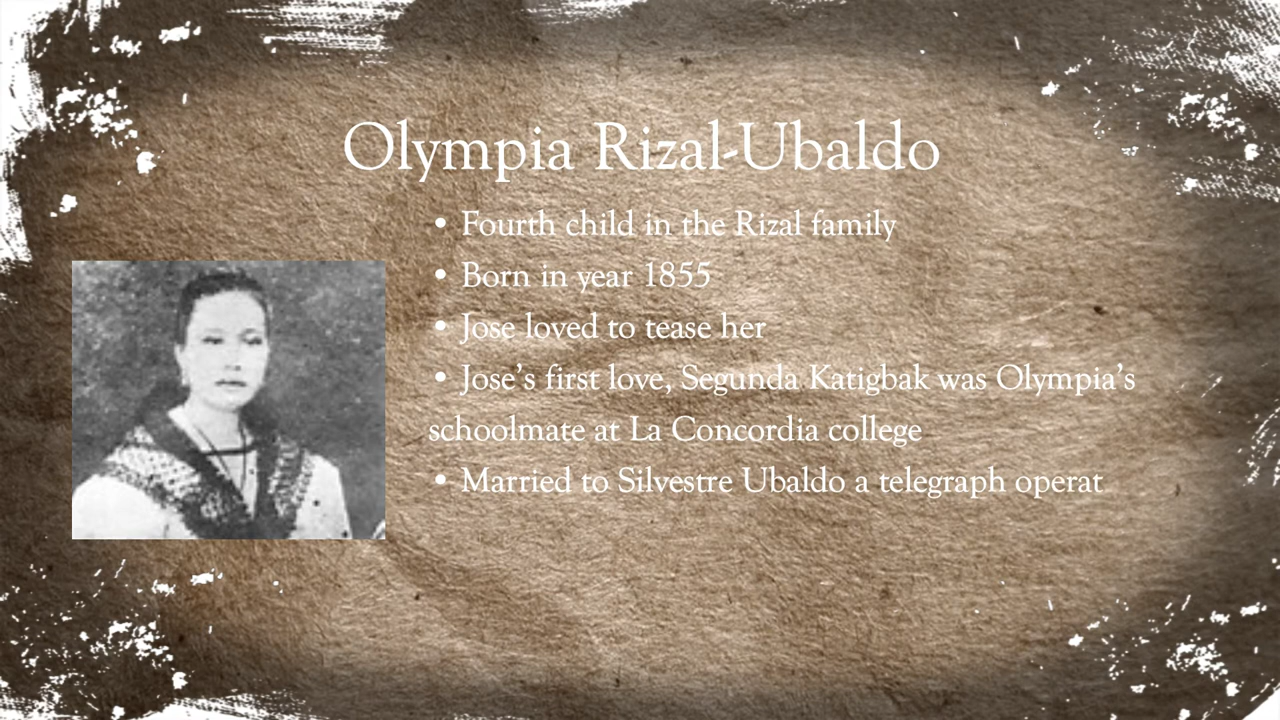 Olympia Rizal-Ubaldo
• Fourth child in the Rizal family
• Born in year 1855
• Jose loved to tease her
• Jose's first love, Segunda Katigbak was Olympia's
schoolmate at La Concordia college
• Married to Silvestre Ubaldo a telegraph operat